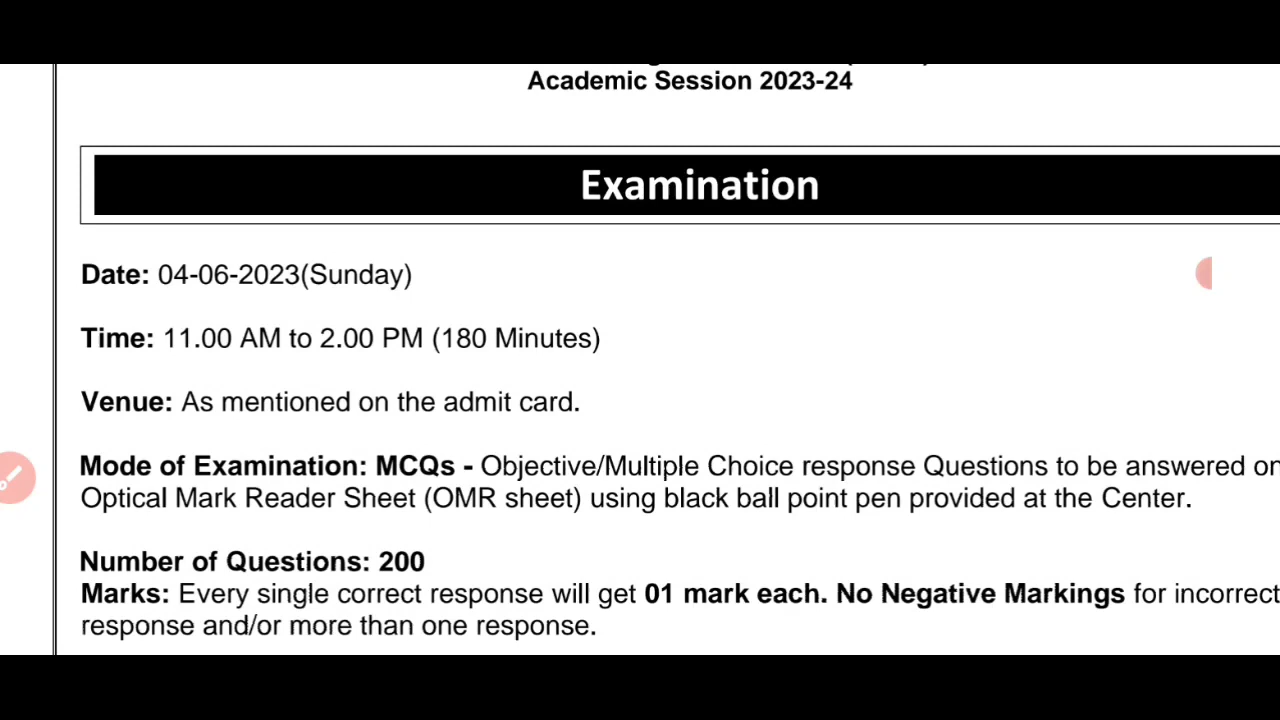 Academic Session 2023-24
Examination
Date: 04-06-2023(Sunday)
Time: 11.00 AM to 2.00 PM (180 Minutes)
Venue: As mentioned on the admit card.
Mode of Examination: MCQs - Objective/Multiple Choice response Questions to be answered on
Optical Mark Reader Sheet (OMR sheet) using black ball point pen provided at the Center.
Number of Questions: 200
Marks: Every single correct response will get 01 mark each. No Negative Markings for incorrect
response and/or more than one response.